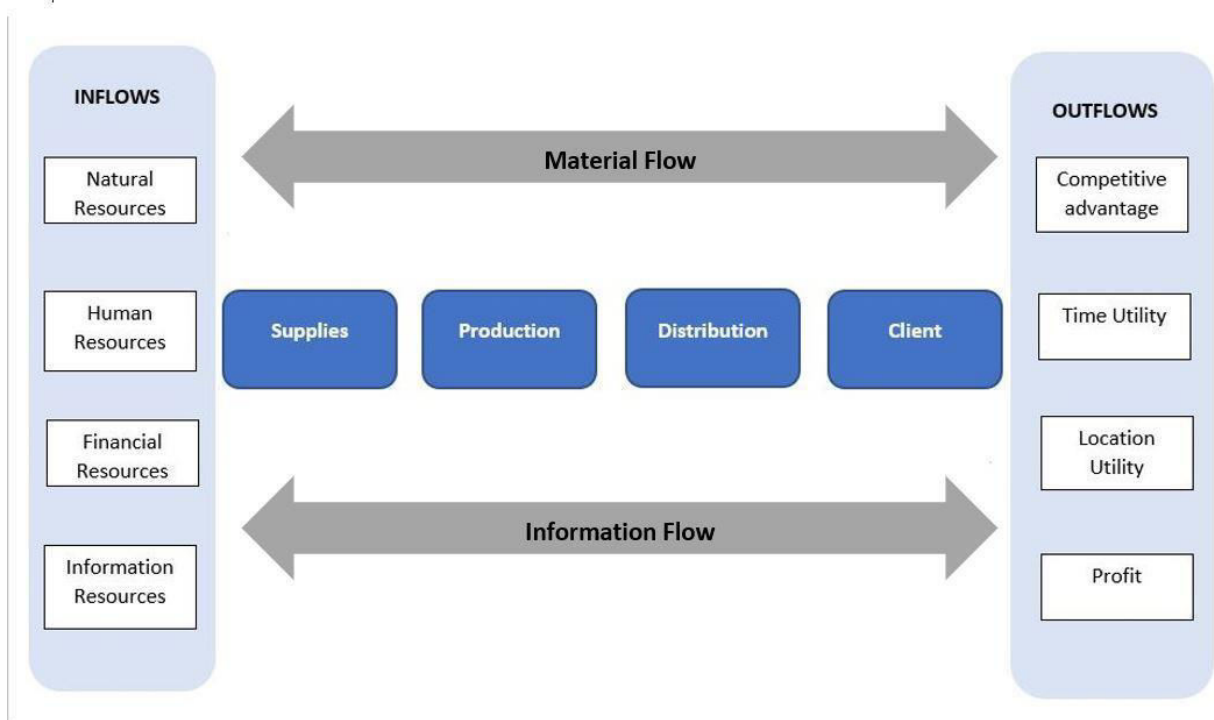 INFLOWS
Natural
Resources
Human
Resources
Financial
Resources
Information
Resources
Material Flow
Supplies
Production
Distribution
Client
Information Flow
OUTFLOWS
Competitive
advantage
Time Utility
Location
Utility
Profit